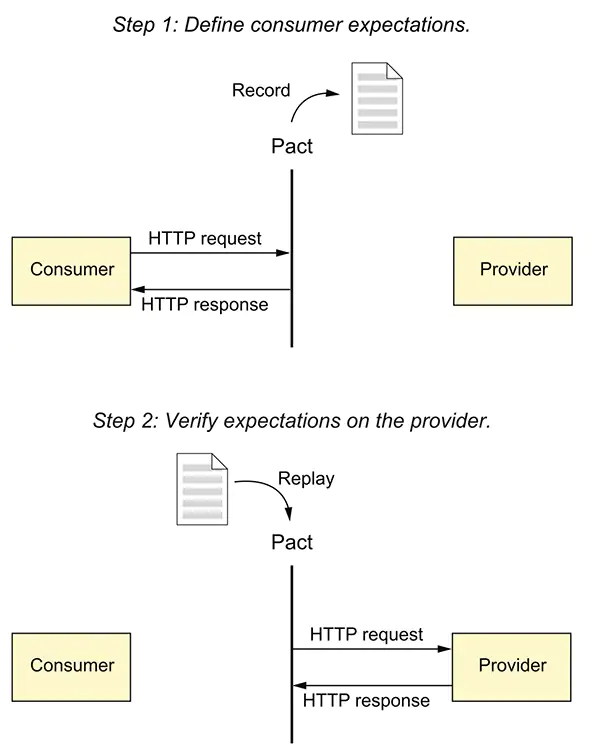 Step 1: Define consumer expectations.
Record
Pact
HTTP request
Consumer
Provider
HTTP response
Step 2: Verify expectations on the provider.
Replay
Pact
HTTP request
Consumer
Provider
HTTP response